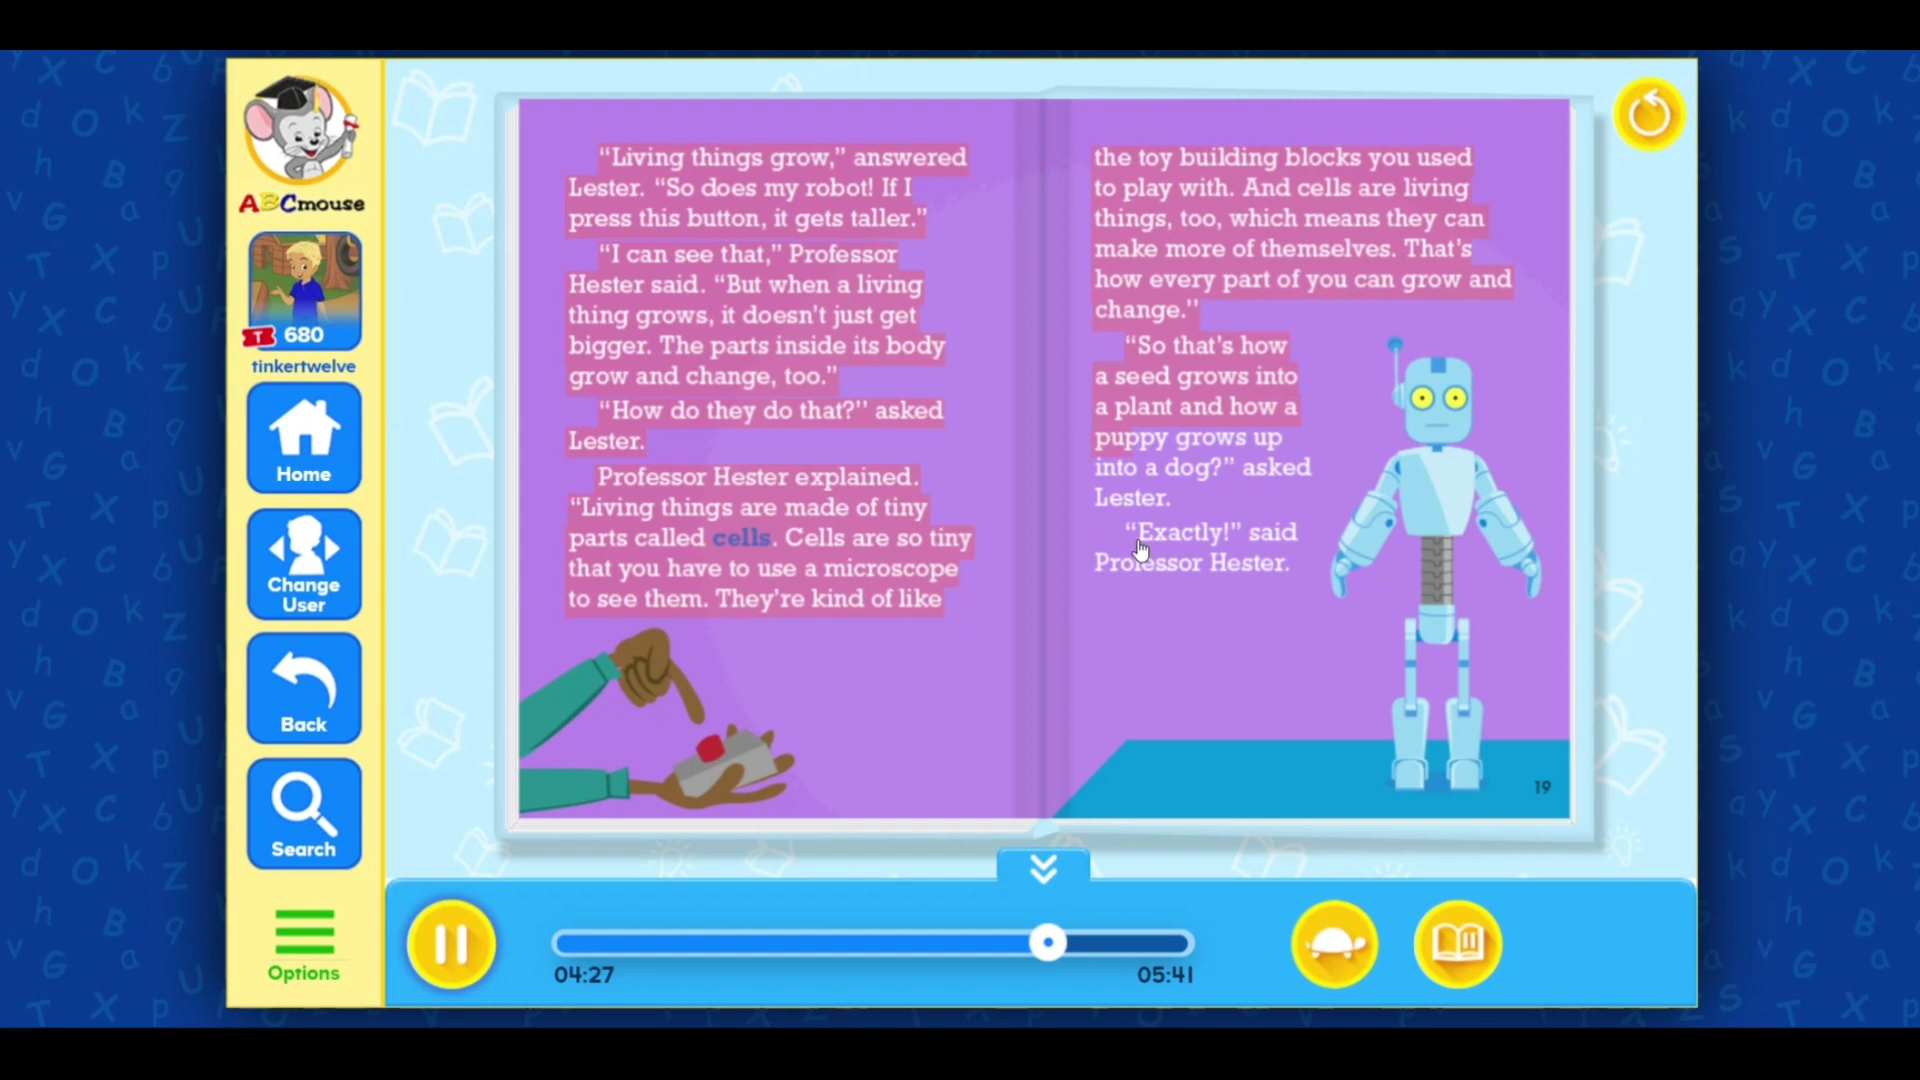 ABCmouse
T 680
tinkertwelve
Home
Change
User
Back
Search
Options
“Living things grow,” answered
Lester. “So does my robot! If I
press this button, it gets taller.”
“I can see that,” Professor
Hester said. “But when a living
thing grows, it doesn’t just get
bigger. The parts inside its body
grow and change, too.”
“How do they do that?’’ asked
Lester.
Professor Hester explained.
“Living things are made of tiny
parts called cells. Cells are so tiny
that you have to use a microscope
to see them. They’re kind of like
the toy building blocks you used
to play with. And cells are living
things, too, which means they can
make more of themselves. That’s
how every part of you can grow and
change.’’
“So that’s how
a seed grows into
a plant and how a
puppy grows up
into a dog?” asked
Lester.
“Exactly!” said
Professor Hester.
19
04:27
05:41